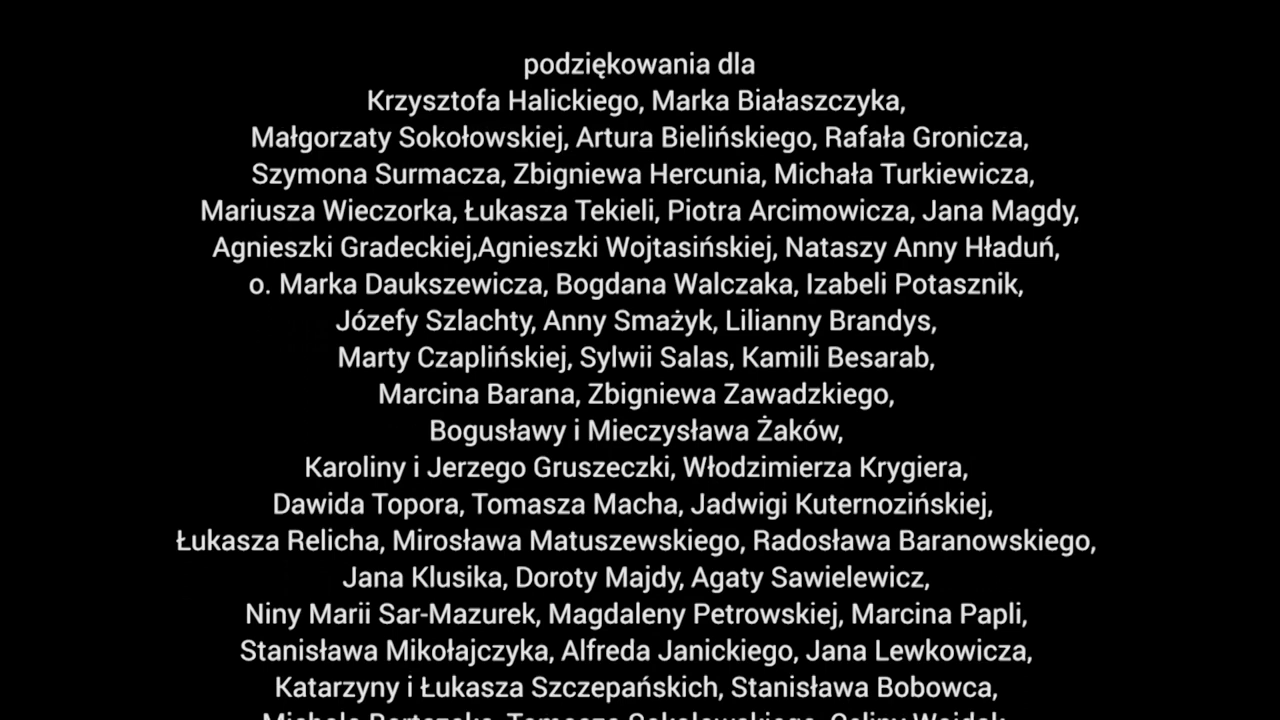 podziękowania dla
Krzysztofa Halickiego, Marka Białaszczyka,
Małgorzaty Sokołowskiej, Artura Bielińskiego, Rafała Gronicza,
Szymona Surmacza, Zbigniewa Hercunia, Michała Turkiewicza,
Mariusza Wieczorka, Łukasza Tekieli, Piotra Arcimowicza, Jana Magdy,
Agnieszki Gradeckiej,Agnieszki Wojtasińskiej, Nataszy Anny Hładuń,
o. Marka Daukszewicza, Bogdana Walczaka, Izabeli Potasznik,
Józefy Szlachty, Anny Smażyk, Lilianny Brandys,
Marty Czaplińskiej, Sylwii Salas, Kamili Besarab,
Marcina Barana, Zbigniewa Zawadzkiego,
Bogusławy i Mieczysława Żaków,
Karoliny i Jerzego Gruszeczki, Włodzimierza Krygiera,
Dawida Topora, Tomasza Macha, Jadwigi Kuternozińskiej,
Łukasza Relicha, Mirosława Matuszewskiego, Radosława Baranowskiego,
Jana Klusika, Doroty Majdy, Agaty Sawielewicz,
Niny Marii Sar-Mazurek, Magdaleny Petrowskiej, Marcina Papli,
Stanisława Mikołajczyka, Alfreda Janickiego, Jana Lewkowicza,
Katarzyny i Łukasza Szczepańskich, Stanisława Bobowca,